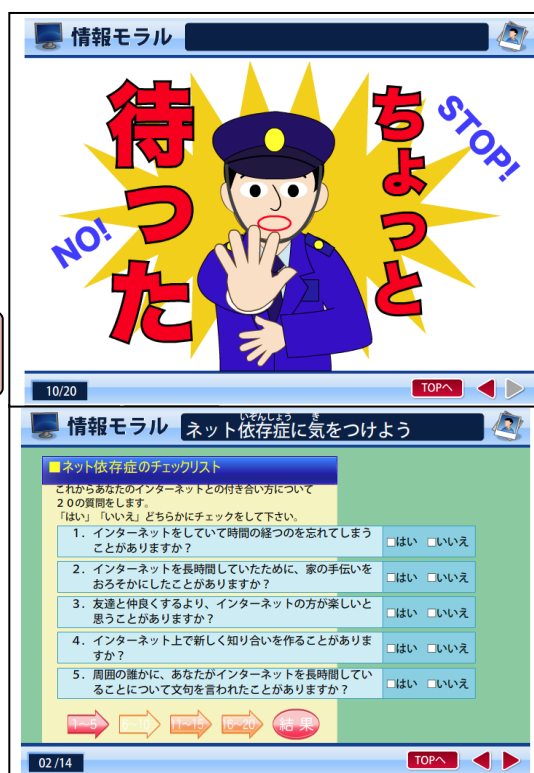 情報モラル
ちょっと
待った
STOP!
NO!
10/20
TOPへ
情報モラル
いぞんしょう き
ネット依存症に気をつけよう
■ネット依存症のチェックリスト
これからあなたのインターネットとの付き合い方について
20の質問をします。
「はい」「いいえ」どちらかにチェックをして下さい。
1．インターネットをしていて時間の経つのを忘れてしまう
ことがありますか？
□はい □いいえ
2．インターネットを長時間していたために、家の手伝いを
おろそかにしたことがありますか？
□はい □いいえ
3．友達と仲良くするより、インターネットの方が楽しいと
思うことがありますか？
□はい □いいえ
4．インターネット上で新しく知り合いを作ることがありま
すか？
□はい □いいえ
5．周囲の誰かに、あなたがインターネットを長時間してい
ることについて文句を言われたことがありますか？
□はい □いいえ
1～5 6～10 11～15 16～20 結果
02/14
TOPへ